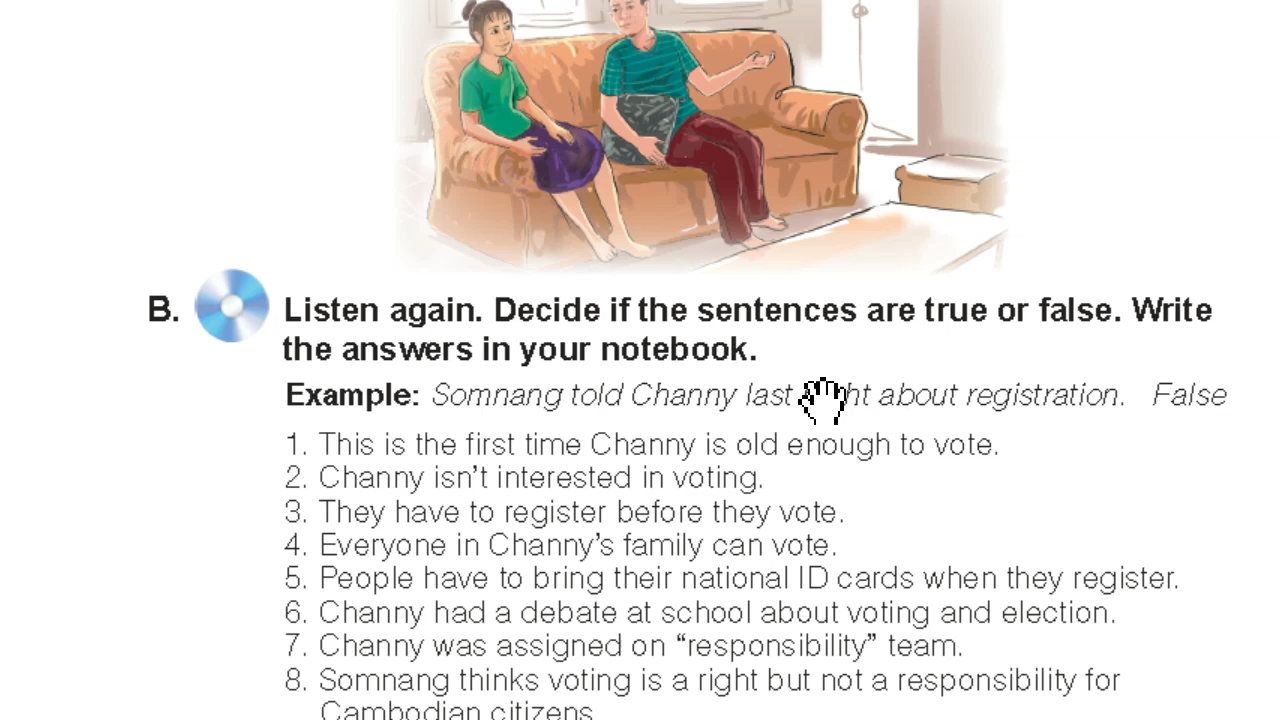 B. Listen again. Decide if the sentences are true or false. Write
the answers in your notebook.
Example: Somnang told Channy last about registration. False
1. This is the first time Channy is old enough to vote.
2. Channy isn't interested in voting.
3. They have to register before they vote.
4. Everyone in Channy's family can vote.
5. People have to bring their national ID cards when they register.
6. Channy had a debate at school about voting and election.
7. Channy was assigned on “responsibility” team.
8. Somnang thinks voting is a right but not a responsibility for
Cambodian citizens